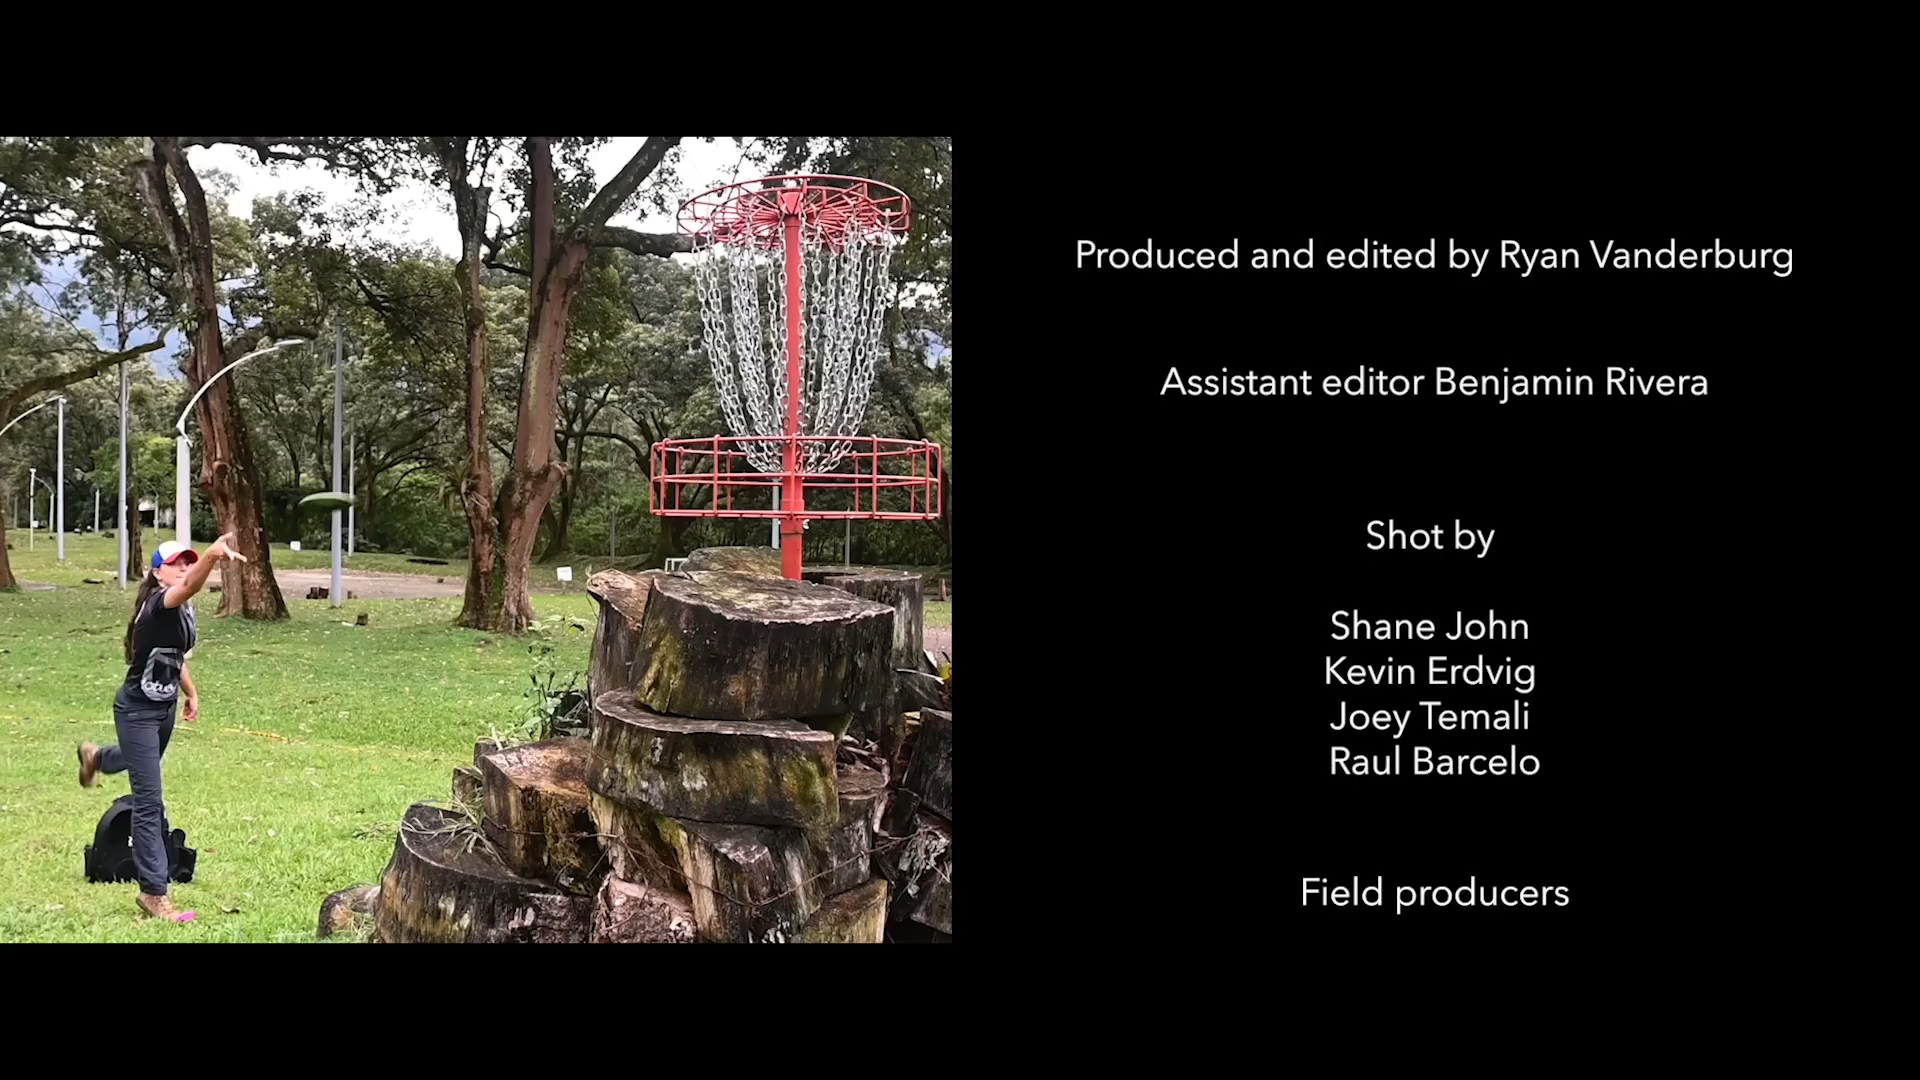 Produced and edited by Ryan Vanderburg
Assistant editor Benjamin Rivera
Shot by
Shane John
Kevin Erdvig
Joey Temali
Raul Barcelo
Field producers